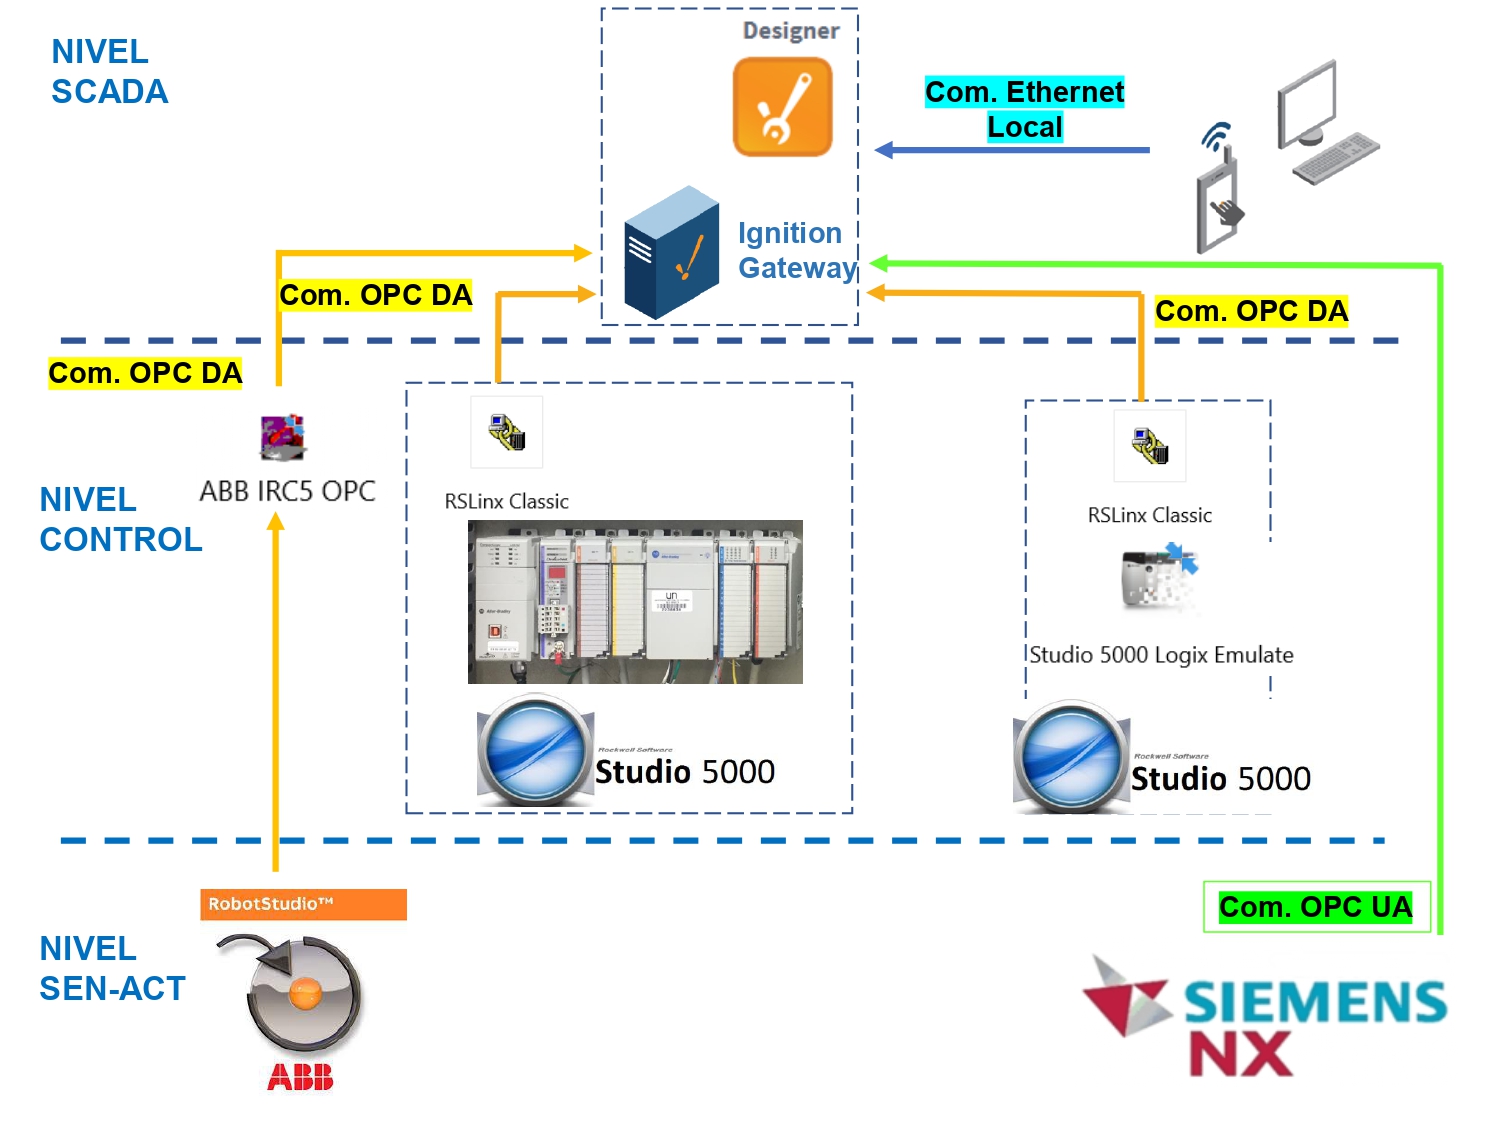 NIVEL
SCADA
Designer
Com. Ethernet
Local
Ignition
Gateway
Com. OPC DA
Com. OPC DA
Com. OPC DA
NIVEL
CONTROL
ABB IRC5 OPC
RSLinx Classic
RSLinx Classic
un
Studio 5000 Logix Emulate
Rockwell Software
Studio 5000
Rockwell Software
Studio 5000
NIVEL
SEN-ACT
RobotStudio™
ABB
Com. OPC UA
SIEMENS
NX